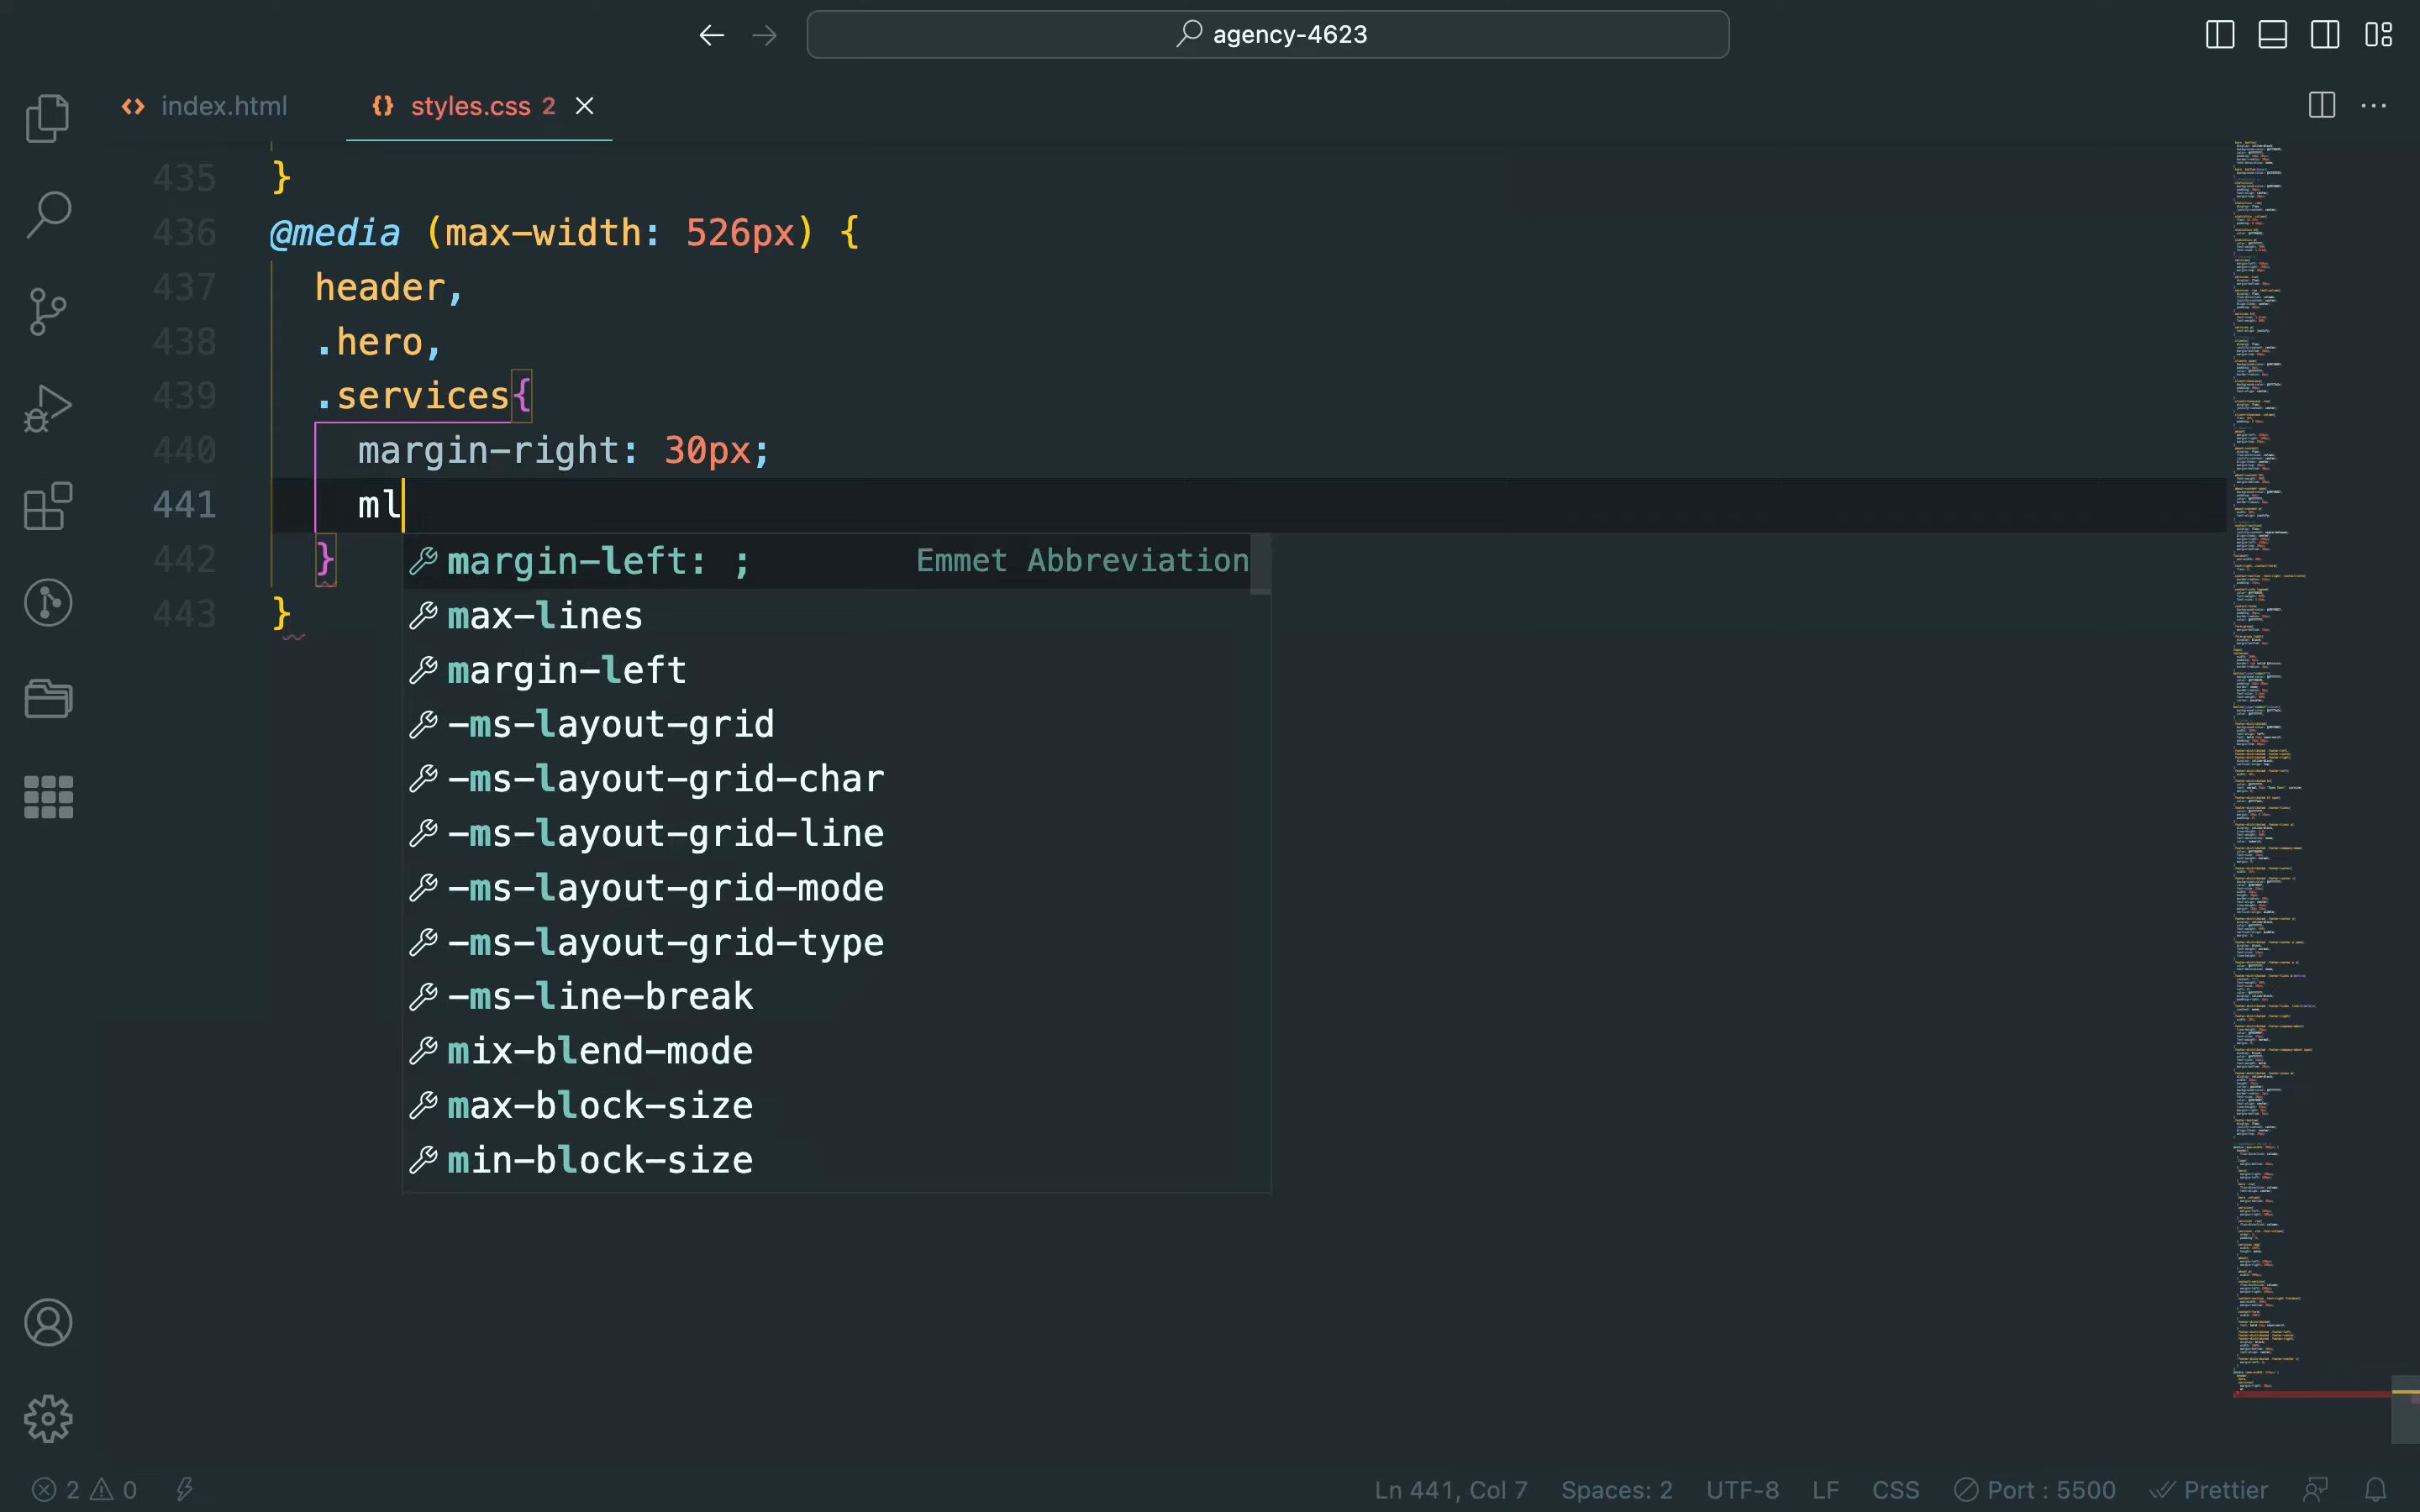 agency-4623
index.html
styles.css 2
435 }
436 @media (max-width: 526px) {
437 header,
438 .hero,
439 .services{
440 margin-right: 30px;
441 ml
442 }
443 }
margin-left: ; Emmet Abbreviation
max-lines
margin-left
-ms-layout-grid
-ms-layout-grid-char
-ms-layout-grid-line
-ms-layout-grid-mode
-ms-layout-grid-type
-ms-line-break
mix-blend-mode
max-block-size
min-block-size
2 0 Ln 441, Col 7 Spaces: 2 UTF-8 LF CSS Port : 5500 Prettier